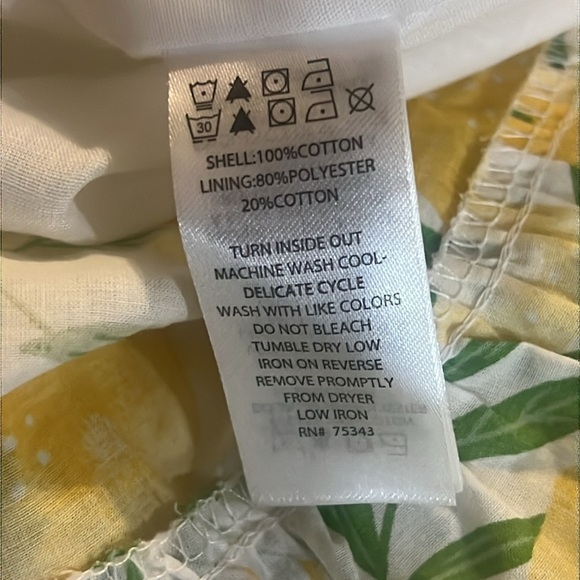 30
SHELL:100%COTTON
LINING:80%POLYESTER
20%COTTON
TURN INSIDE OUT
MACHINE WASH COOL-
DELICATE CYCLE
WASH WITH LIKE COLORS
DO NOT BLEACH
TUMBLE DRY LOW
IRON ON REVERSE
REMOVE PROMPTLY
FROM DRYER
LOW IRON
RN# 75343